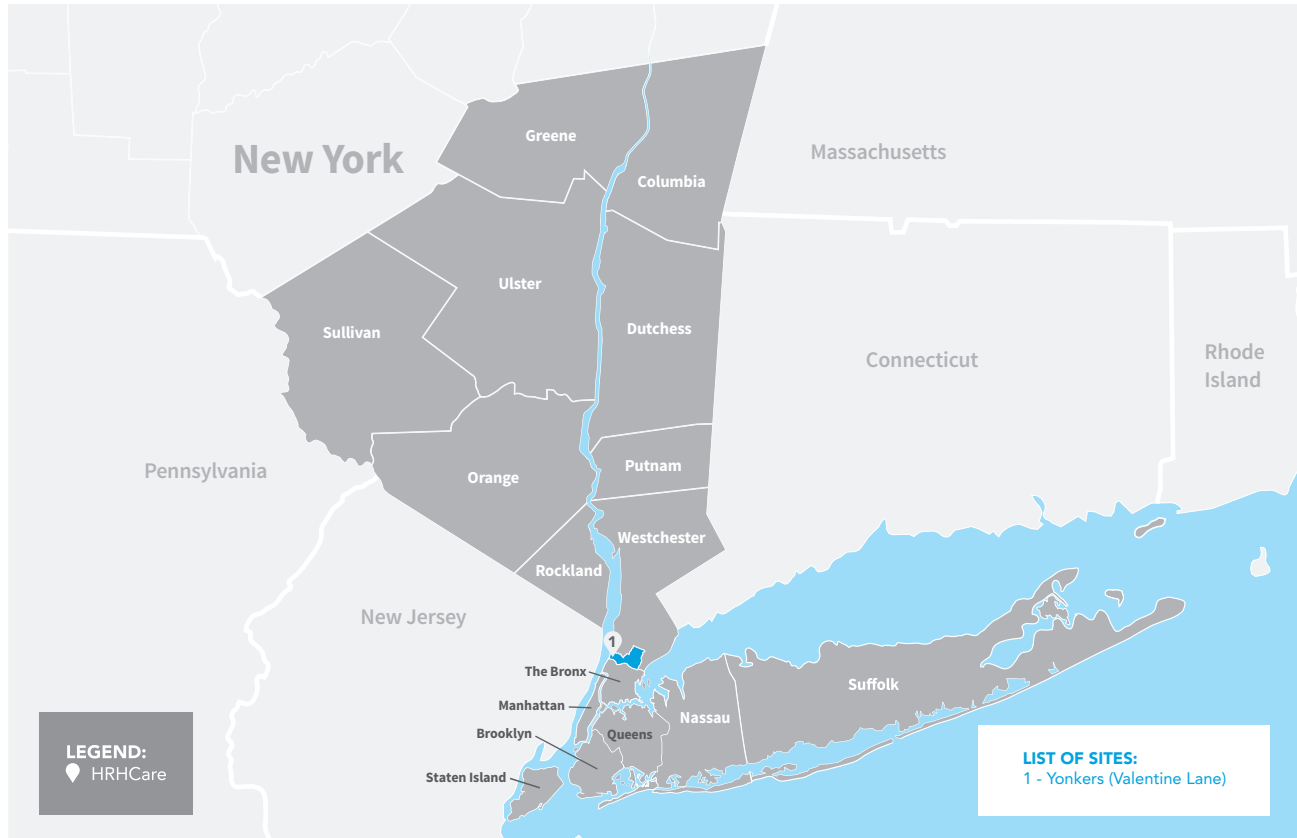 New York
Greene
Columbia
Massachusetts
Ulster
Sullivan
Dutchess
Connecticut
Rhode
Island
Pennsylvania
Orange
Putnam
Westchester
Rockland
New Jersey
1
The Bronx
Manhattan
Brooklyn
Queens
Nassau
Suffolk
Staten Island
LEGEND:
HRHCare
LIST OF SITES:
1 - Yonkers (Valentine Lane)